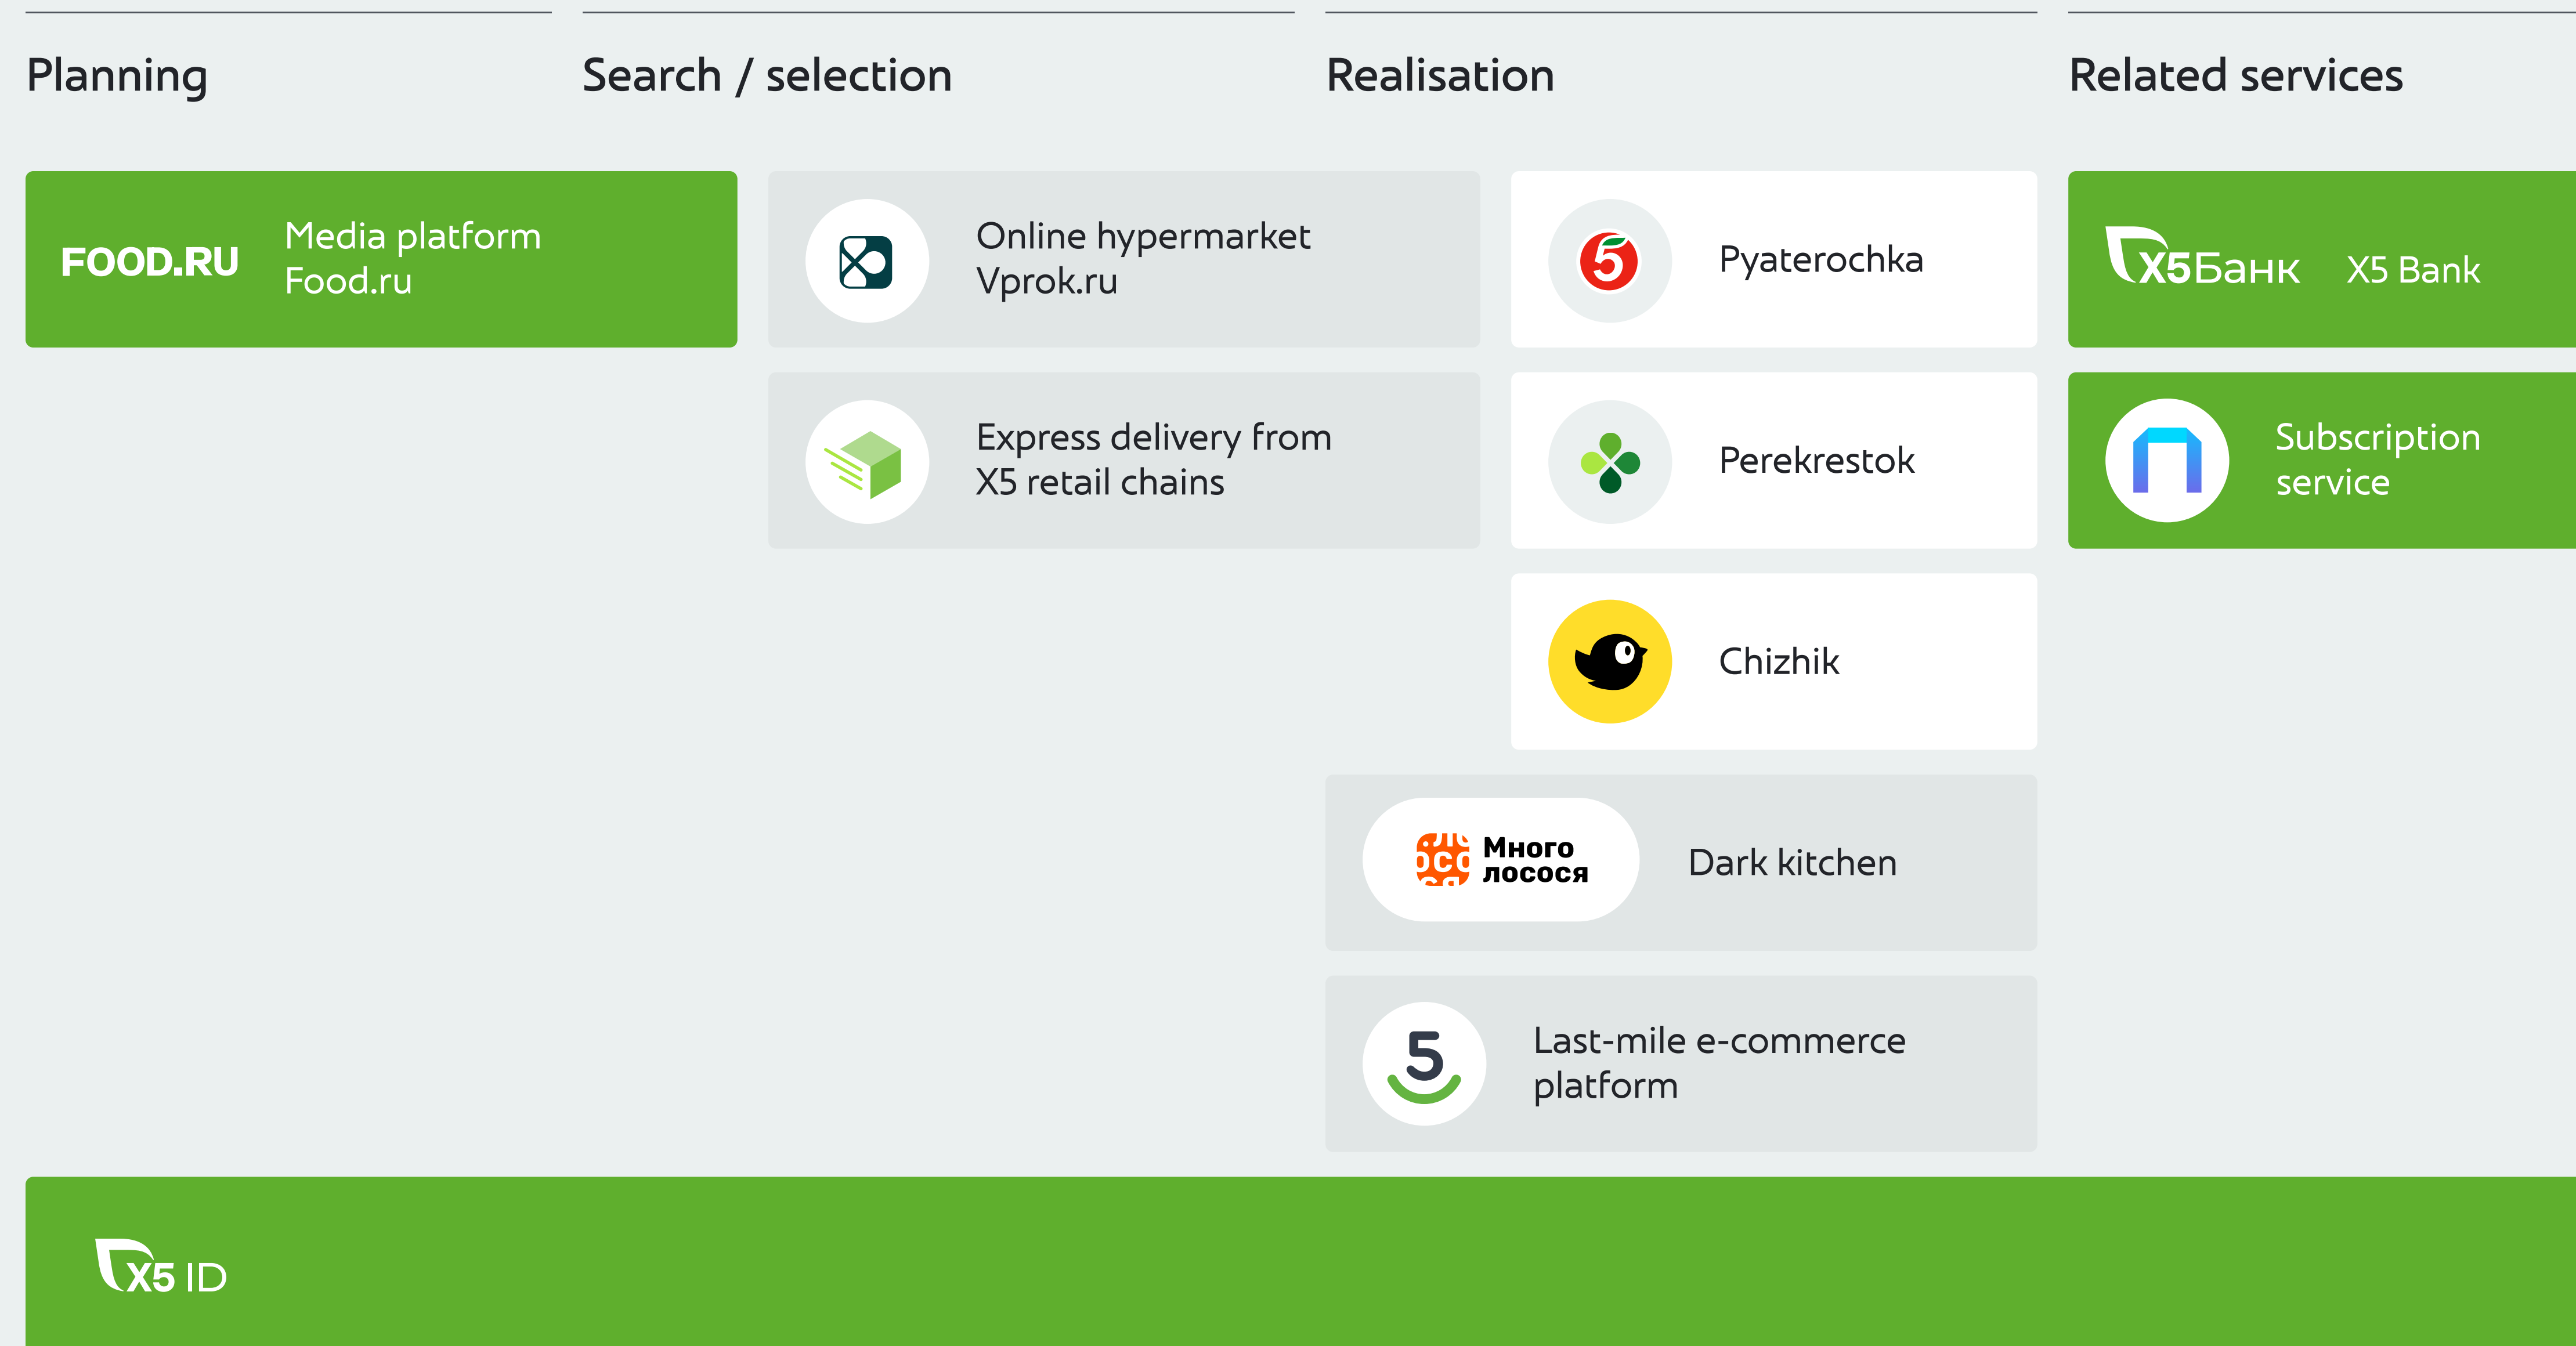 Planning
Search / selection
Realisation
Related services
FOOD.RU
Media platform
Food.ru
Online hypermarket
Vprok.ru
5
Pyaterochka
X5Банк
X5 Bank
Express delivery from
X5 retail chains
Perekrestok
П
Subscription
service
Chizhik
Много
лосося
Dark kitchen
5
Last-mile e-commerce
platform
X5 ID